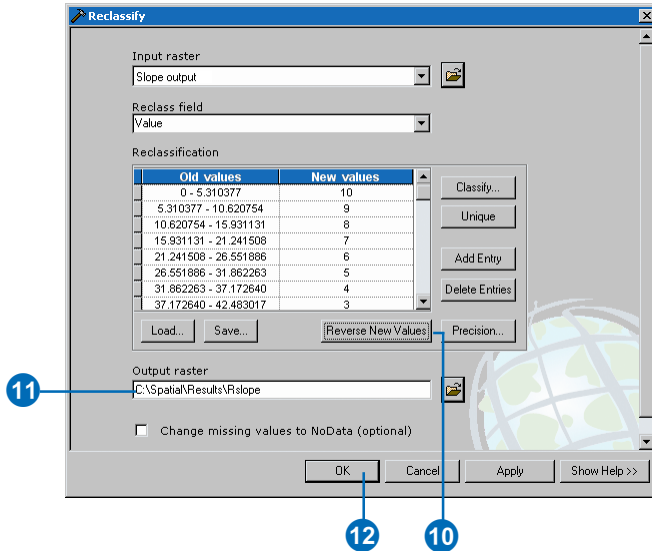 Reclassify
Input raster
Slope output
Reclass field
Value
Reclassification
Old values New values
0 - 5.310377 10
5.310377 - 10.620754 9
10.620754 - 15.931131 8
15.931131 - 21.241508 7
21.241508 - 26.551886 6
26.551886 - 31.862263 5
31.862263 - 37.172640 4
37.172640 - 42.483017 3
Classify...
Unique
Add Entry
Delete Entries
Load... Save... Reverse New Values Precision...
Output raster
C:\Spatial\Results\Rslope
11
Change missing values to NoData (optional)
OK Cancel Apply Show Help >>
12 10